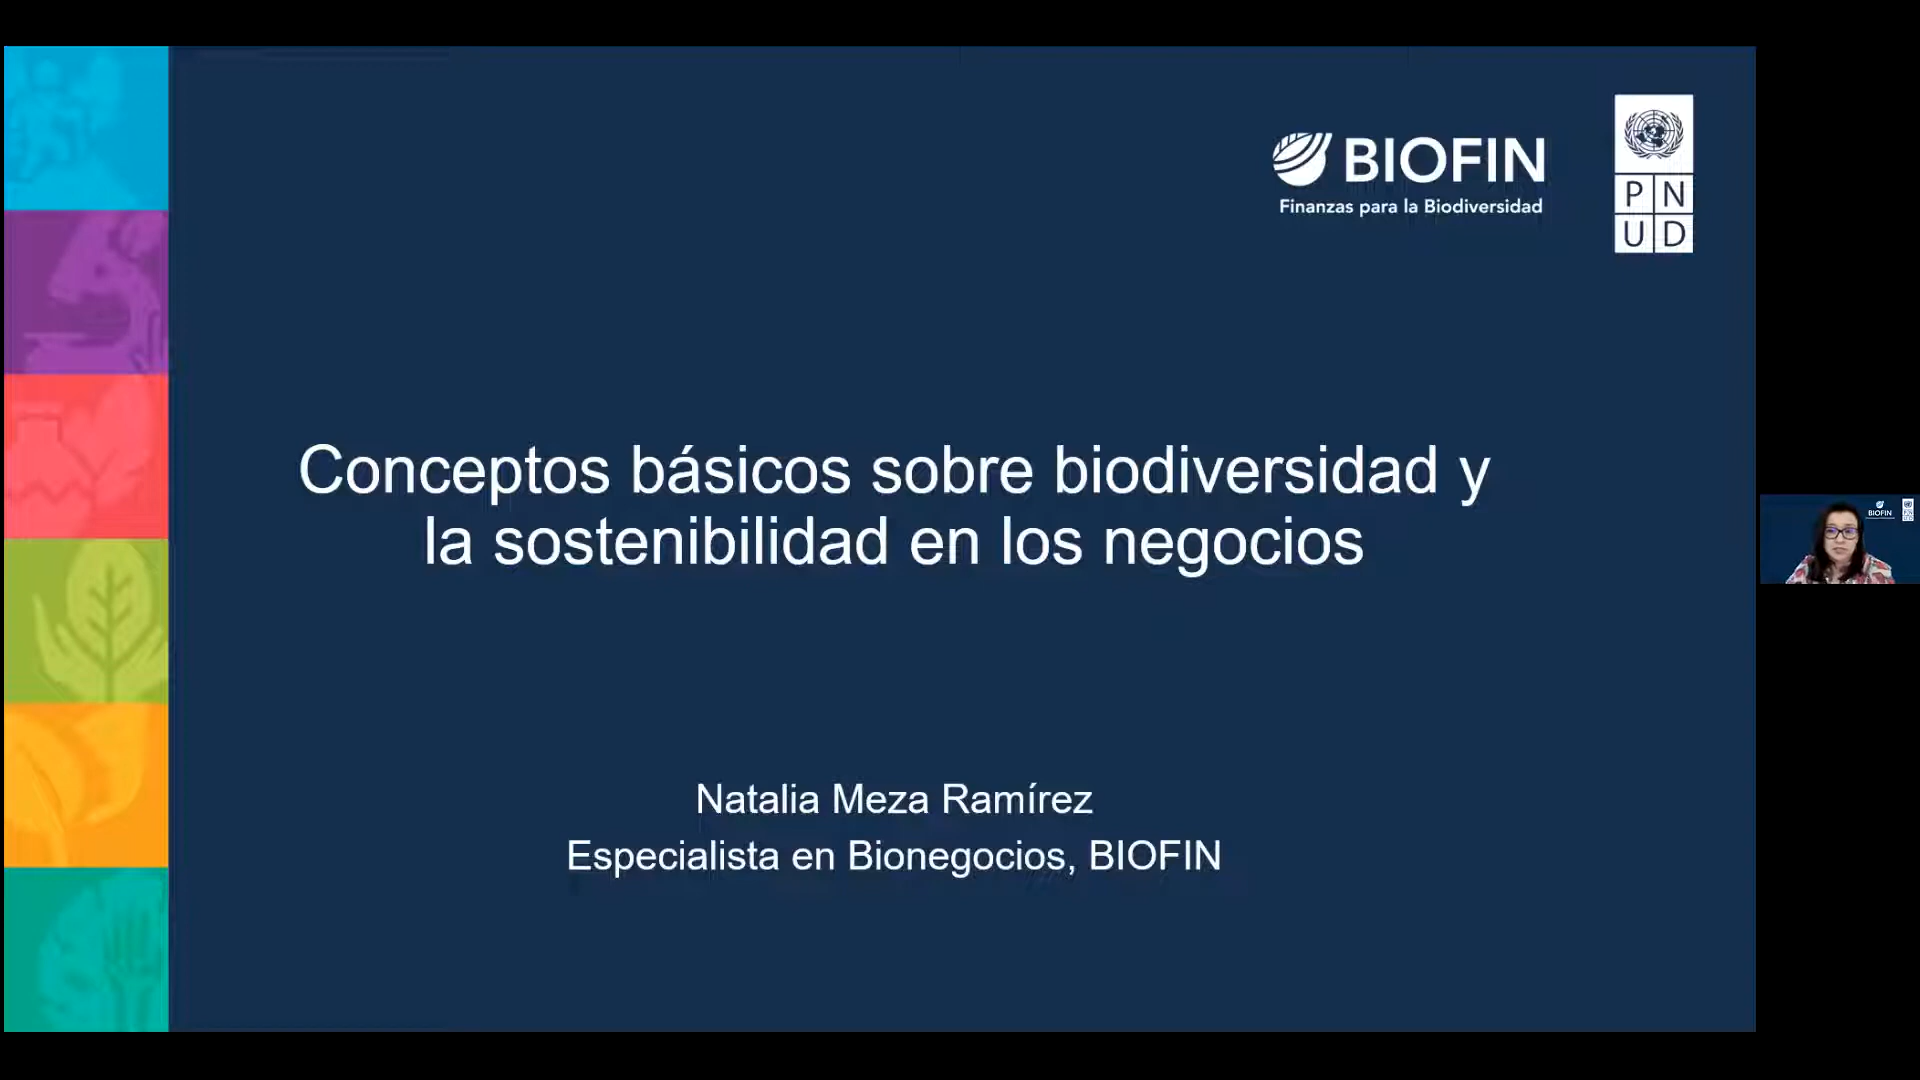 BIOFIN
Finanzas para la Biodiversidad
P N
U D
Conceptos básicos sobre biodiversidad y
la sostenibilidad en los negocios
Natalia Meza Ramírez
Especialista en Bionegocios, BIOFIN
BIOFIN